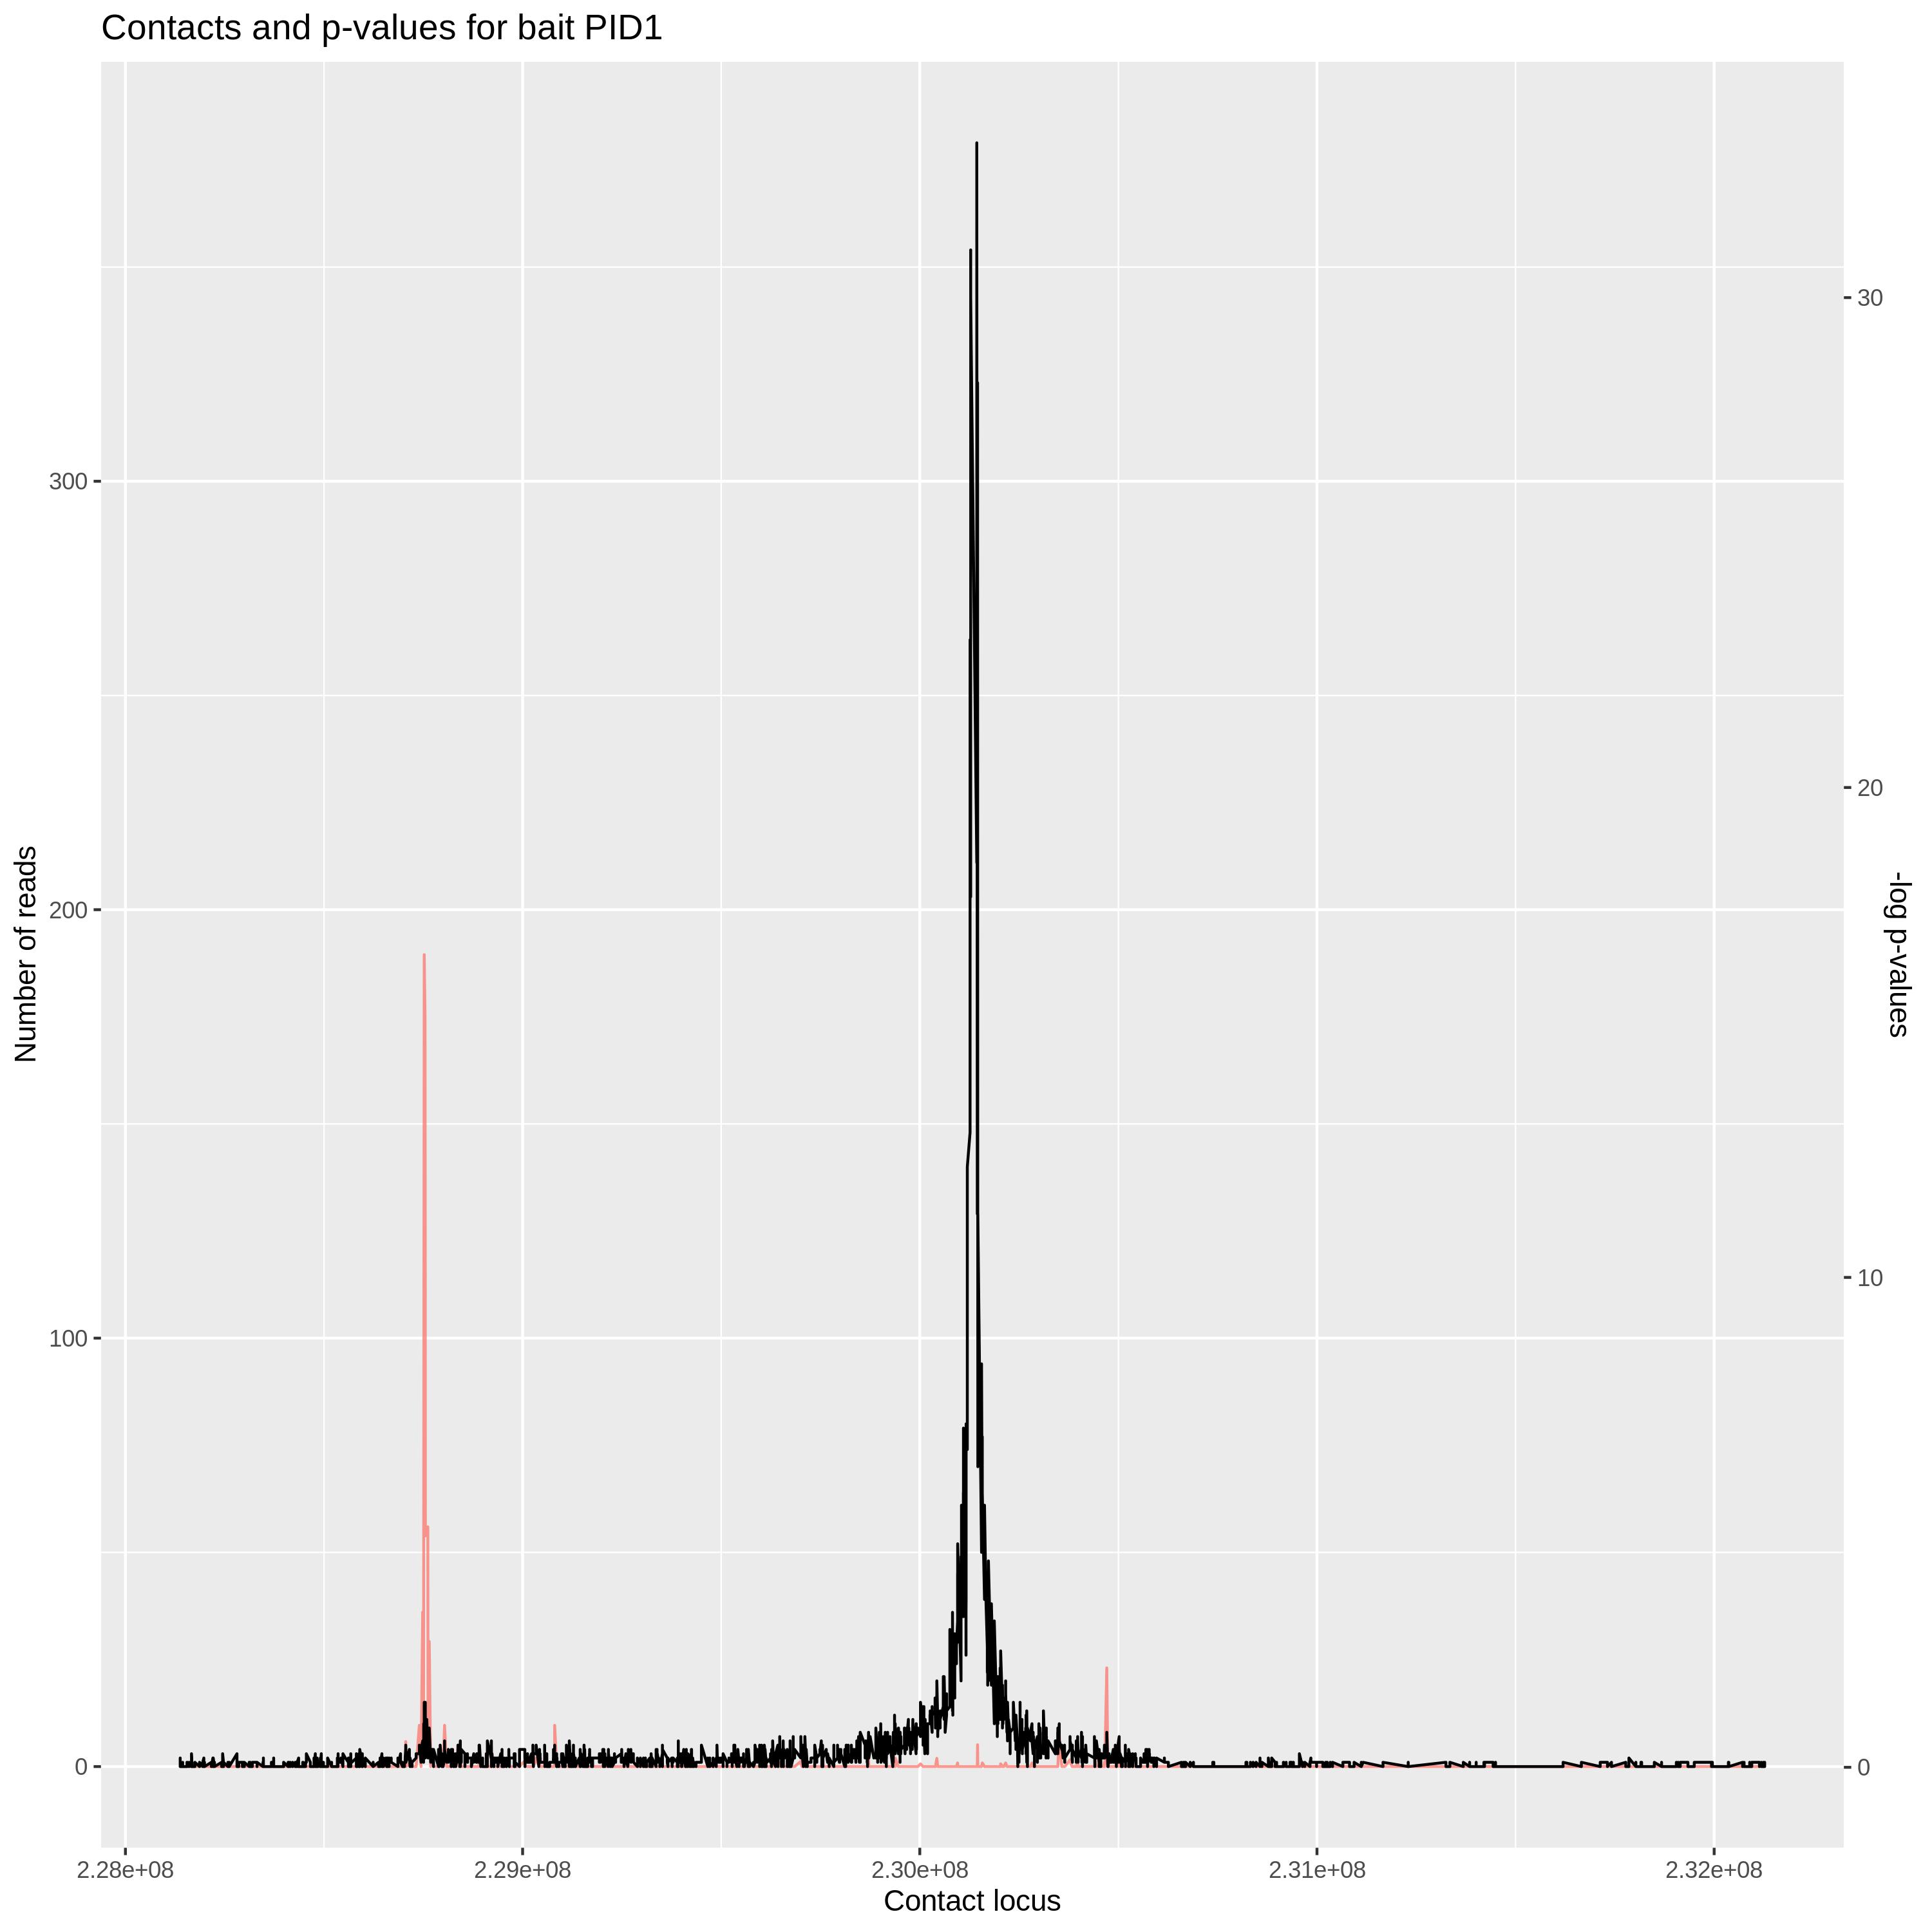 Contacts and p-values for bait PID1
300
200
100
0
Number of reads
30
20
10
0
-log p-values
2.28e+08
2.29e+08
2.30e+08
2.31e+08
2.32e+08
Contact locus